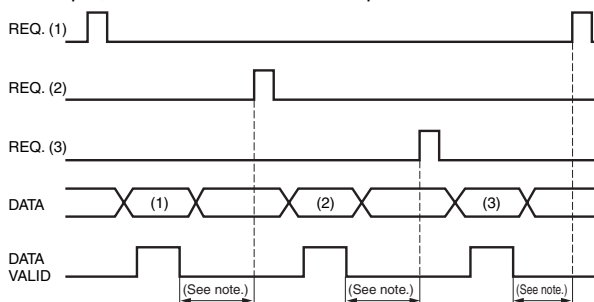 REQ. (1)
REQ. (2)
REQ. (3)
DATA
(1)
(2)
(3)
DATA
VALID
(See note.)
(See note.)
(See note.)